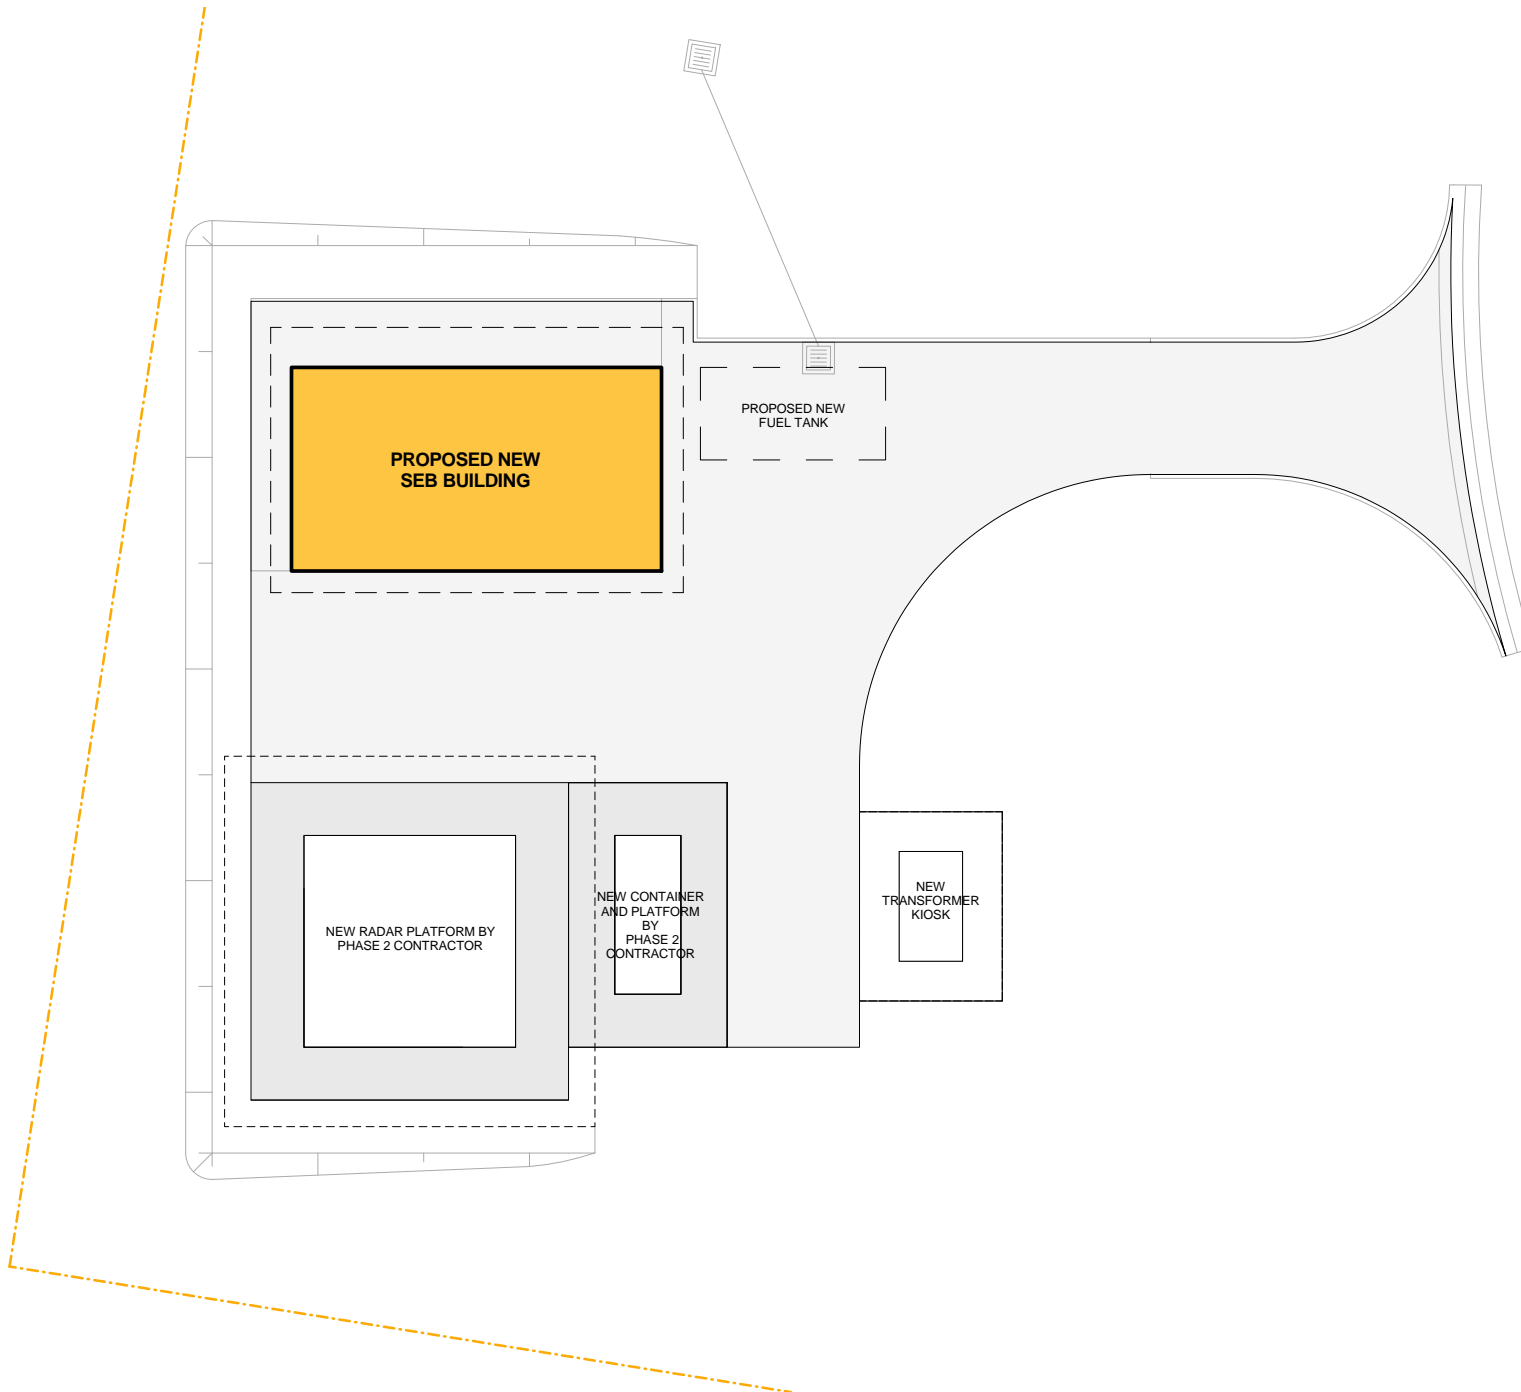 PROPOSED NEW
FUEL TANK
PROPOSED NEW
SEB BUILDING
NEW RADAR PLATFORM BY
PHASE 2 CONTRACTOR
NEW CONTAINER
AND PLATFORM
BY
PHASE 2
CONTRACTOR
NEW
TRANSFORMER
KIOSK